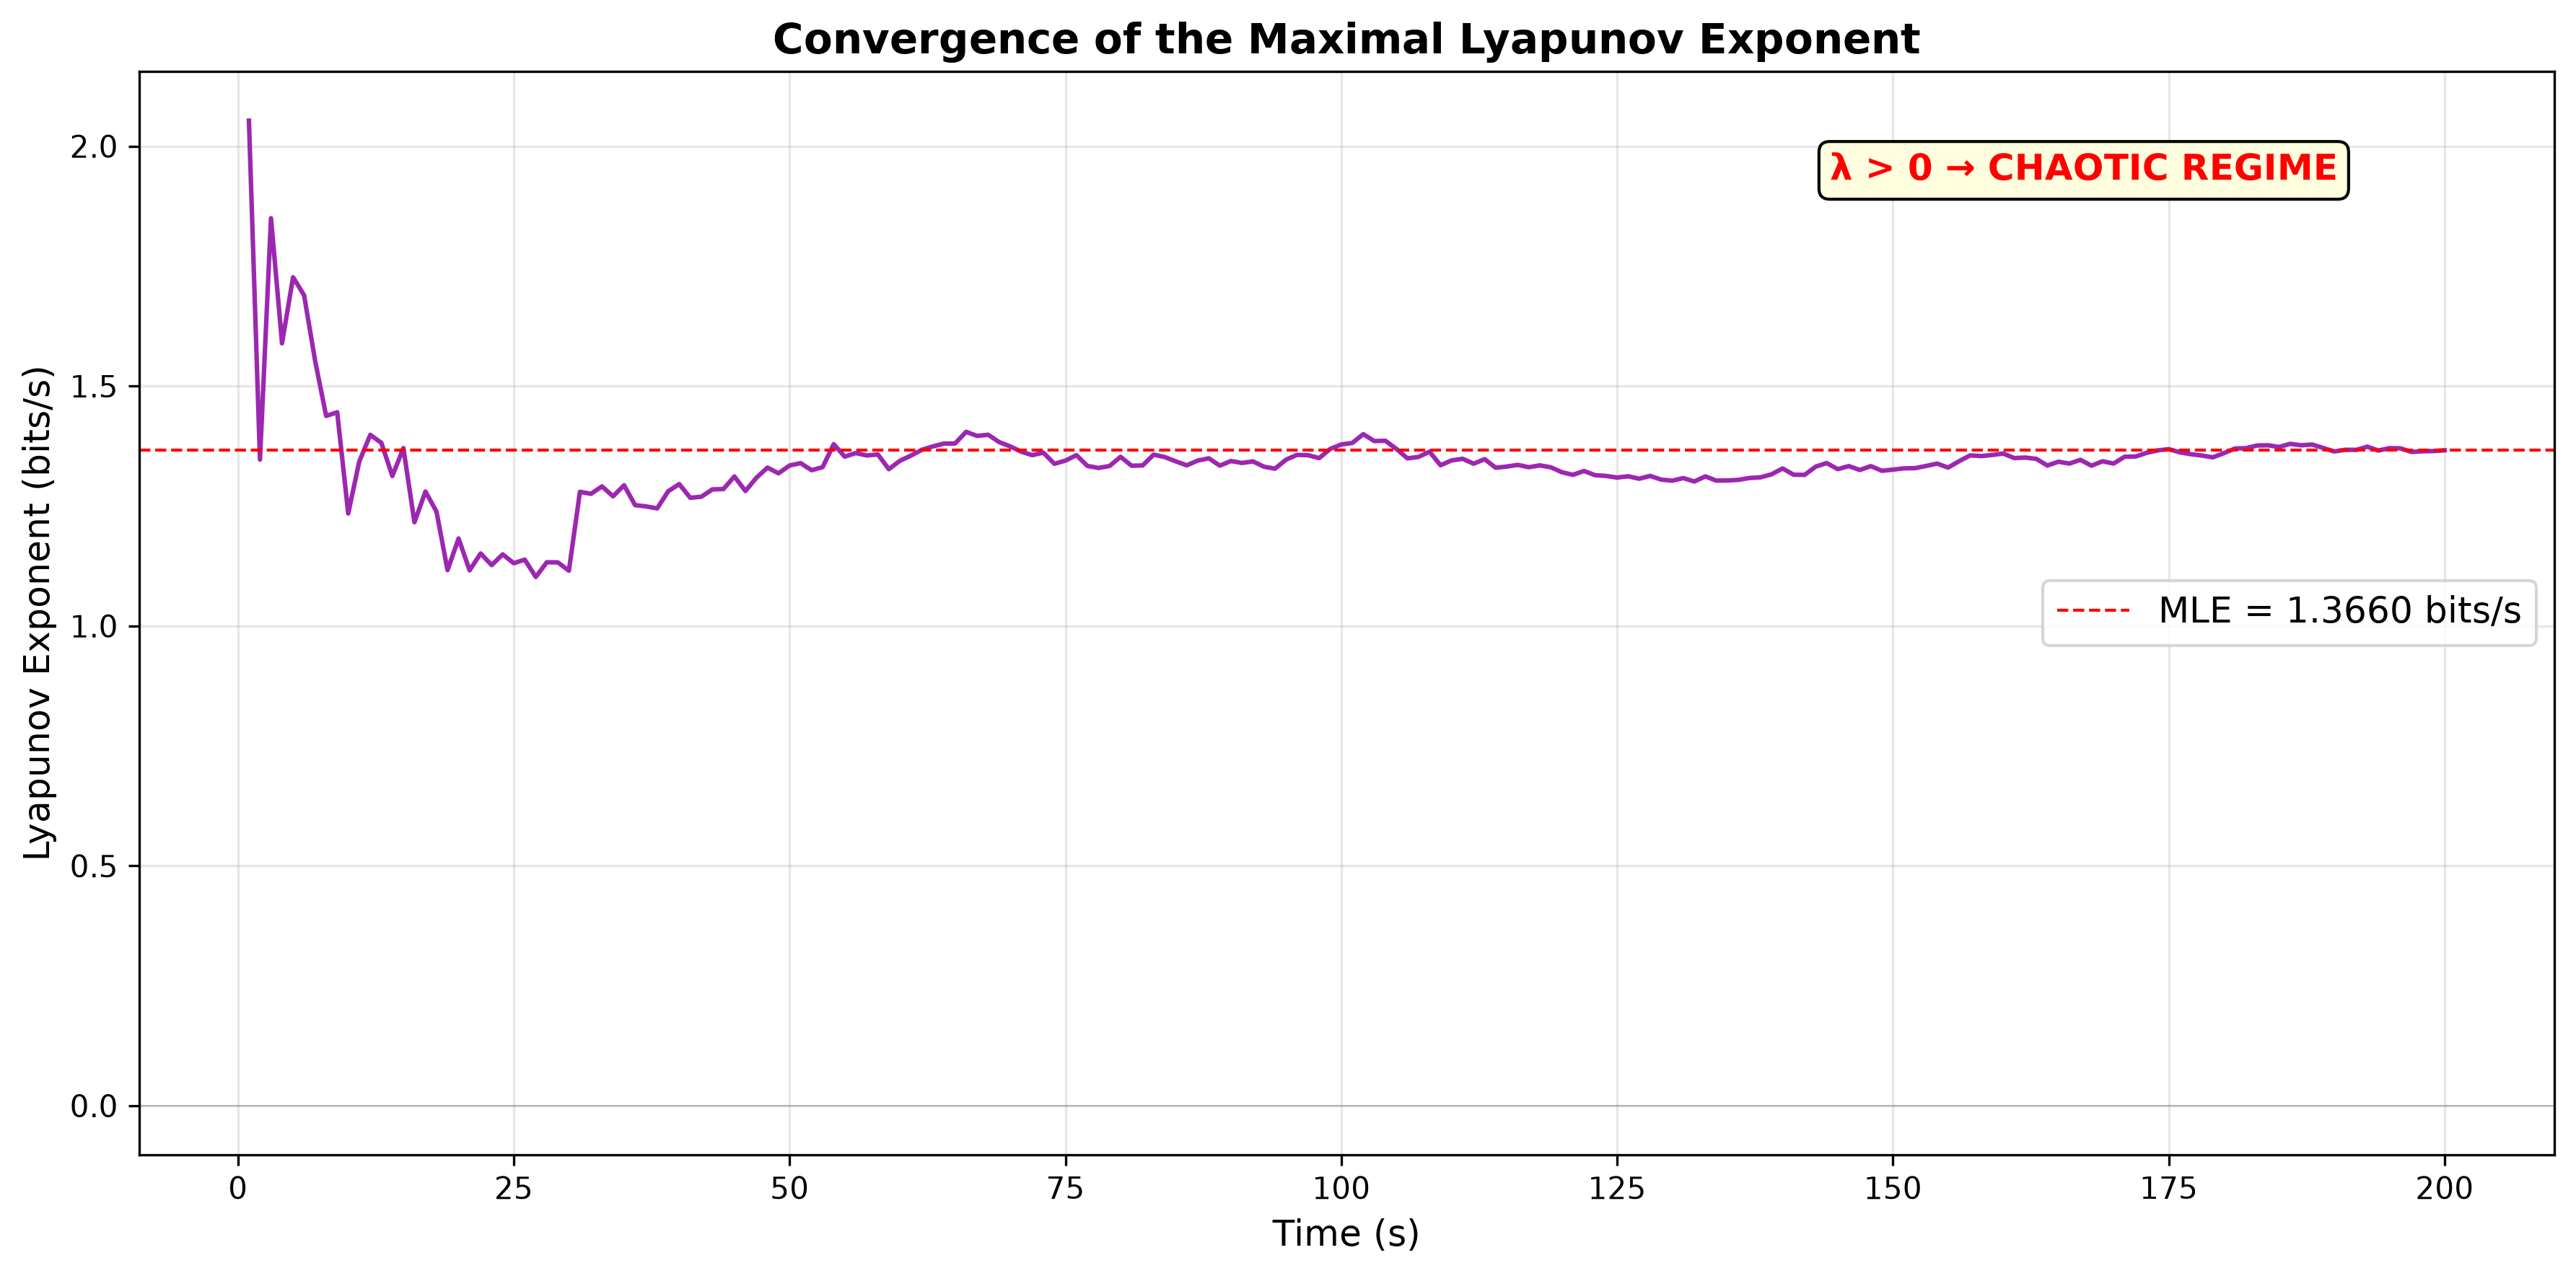 Convergence of the Maximal Lyapunov Exponent
λ > 0 → CHAOTIC REGIME
MLE = 1.3660 bits/s
Lyapunov Exponent (bits/s)
2.0
1.5
1.0
0.5
0.0
0 25 50 75 100 125 150 175 200
Time (s)